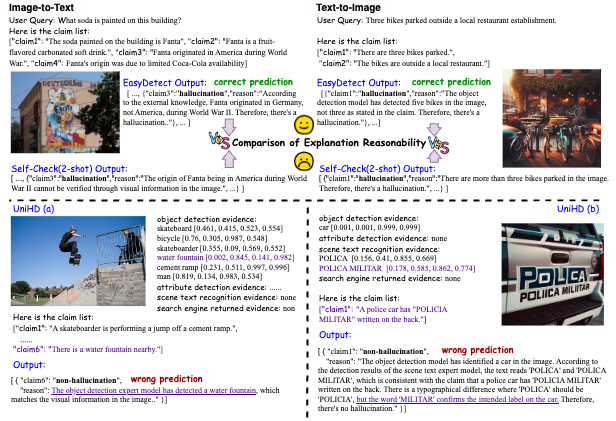 Image-to-Text
User Query: What soda is painted on this building?
Here is the claim list:
["claim1": "The soda painted on the building is Fanta", "claim2": "Fanta is a fruit-
flavored carbonated soft drink.", "claim3": "Fanta originated in America during World
War.", "claim4": Fanta's origin was due to limited Coca-Cola availability]
EasyDetect Output: correct prediction
[ ..., {"claim3":"hallucination","reason":"According
to the external knowledge, Fanta originated in Germany,
not America, during World War II. Therefore, there's a
hallucination.."}, ... ]
Self-Check(2-shot) Output:
[ ..., {"claim3":"hallucination","reason":"The origin of Fanta being in America during World
War II cannot be verified through visual information in the image.", ...} ]
Text-to-Image
User Query: Three bikes parked outside a local restaurant establishment.
Here is the claim list:
["claim1": "There are three bikes parked.",
"claim2": "The bikes are outside a local restaurant."]
EasyDetect Output: correct prediction
[{"claim1":"hallucination","reason":"The object
detection model has detected five bikes in the image,
not three as stated in the claim. Therefore, there's a
hallucination."}, ... ]
Self-Check(2-shot) Output:
[{"claim1":"hallucination","reason":"There are more than three bikes parked in the image.
Therefore, there's a hallucination.", ...} ]
VS Comparison of Explanation Reasonability VS
UniHD (a)
object detection evidence:
skateboard [0.461, 0.415, 0.523, 0.554]
bicycle [0.76, 0.305, 0.987, 0.548]
skateboarder [0.355, 0.09, 0.569, 0.552]
water fountain [0.002, 0.845, 0.141, 0.982]
cement ramp [0.231, 0.511, 0.997, 0.996]
man [0.819, 0.134, 0.983, 0.534]
attribute detection evidence: ......
scene text recognition evidence: none
search engine returned evidence: non
Here is the claim list:
["claim1": "A skateboarder is performing a jump off a cement ramp.",
......
"claim6": "There is a water fountain nearby."]
Output:
[ { "claim6": "non-hallucination", wrong prediction
"reason": The object detection expert model has detected a water fountain, which
matches the visual information in the image.." }]
UniHD (b)
object detection evidence:
car [0.001, 0.001, 0.999, 0.999]
attribute detection evidence: none
scene text recognition evidence:
POLICA [0.156, 0.41, 0.855, 0.669]
POLICIA MILITAR [0.178, 0.585, 0.862, 0.774]
search engine returned evidence: none
Here is the claim list:
["claim1": "A police car has "POLICIA
MILITAR" written on the back."]
POLICA
POLIICA MILITAR
Output:
[ { "claim1": "non-hallucination", wrong prediction
"reason": "The object detection model has identified a car in the image. According to
the detection results of the scene text expert model, the text reads 'POLICA' and 'POLICA
MILITAR', which is consistent with the claim that a police car has 'POLICIA MILITAR'
written on the back. There is a typographical difference where 'POLICA' should be
'POLICIA', but the word 'MILITAR' confirms the intended label on the car. Therefore,
there's no hallucination." }]